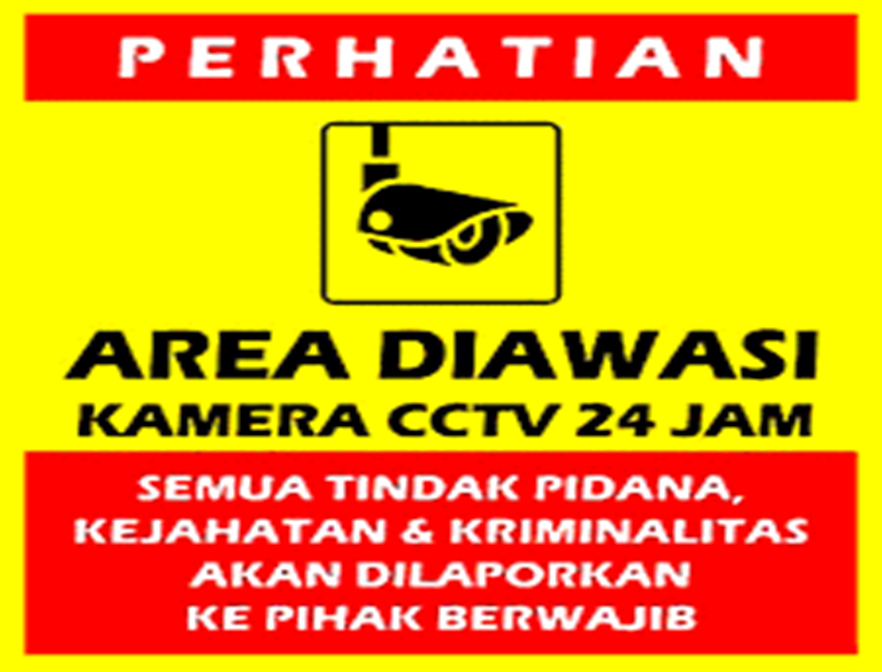 PERHATIAN
AREA DIAWASI
KAMERA CCTV 24 JAM
SEMUA TINDAK PIDANA,
KEJAHATAN & KRIMINALITAS
AKAN DILAPORKAN
KE PIHAK BERWAJIB